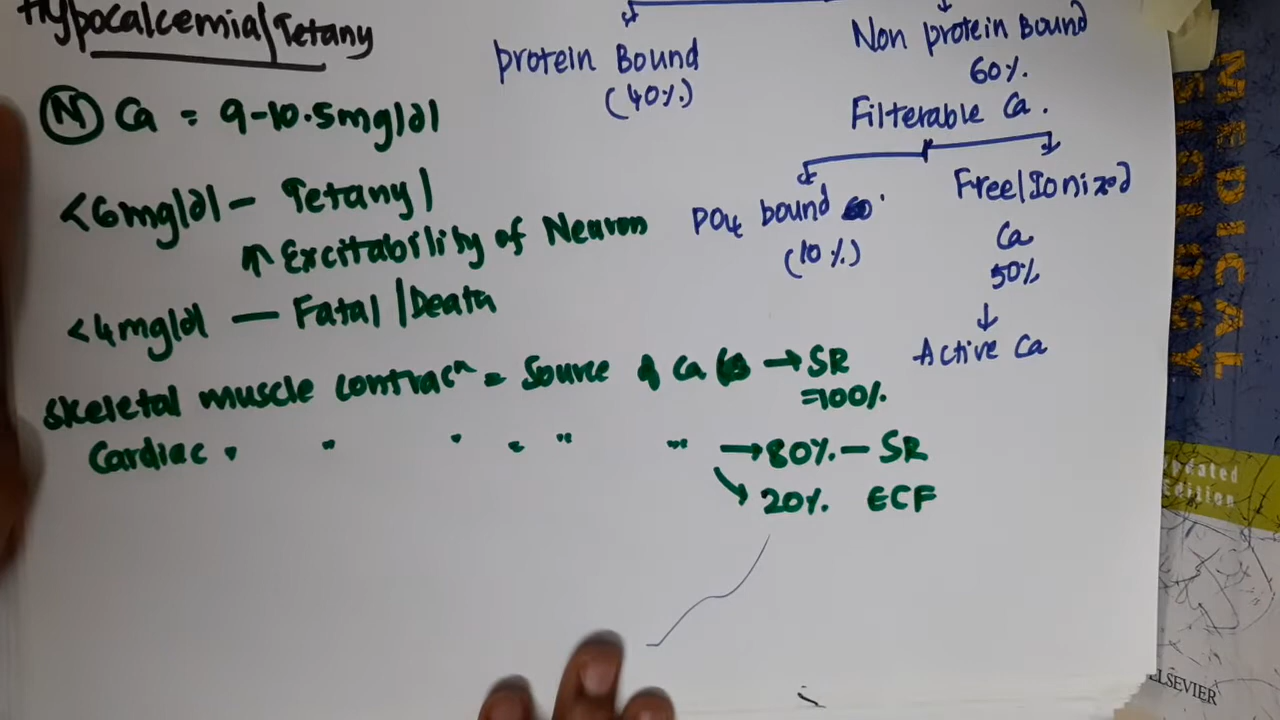 Hypocalcemia/Tetany
protein Bound
(40%)
Non protein Bound
60%
Filterable Ca.
PO4 bound
(10%)
Free/Ionized
Ca
50%
Active Ca
(N) Ca = 9-10.5mg/dl
<6mg/dl - Tetany/
↑ Excitability of Neuron
<4mg/dl — Fatal/Death
Skeletal muscle contracⁿ = Source of Ca → SR
=100%
Cardiac " " " = " " → 80% - SR
20% ECF
MEDICAL
Updated
Edition
ELSEVIER